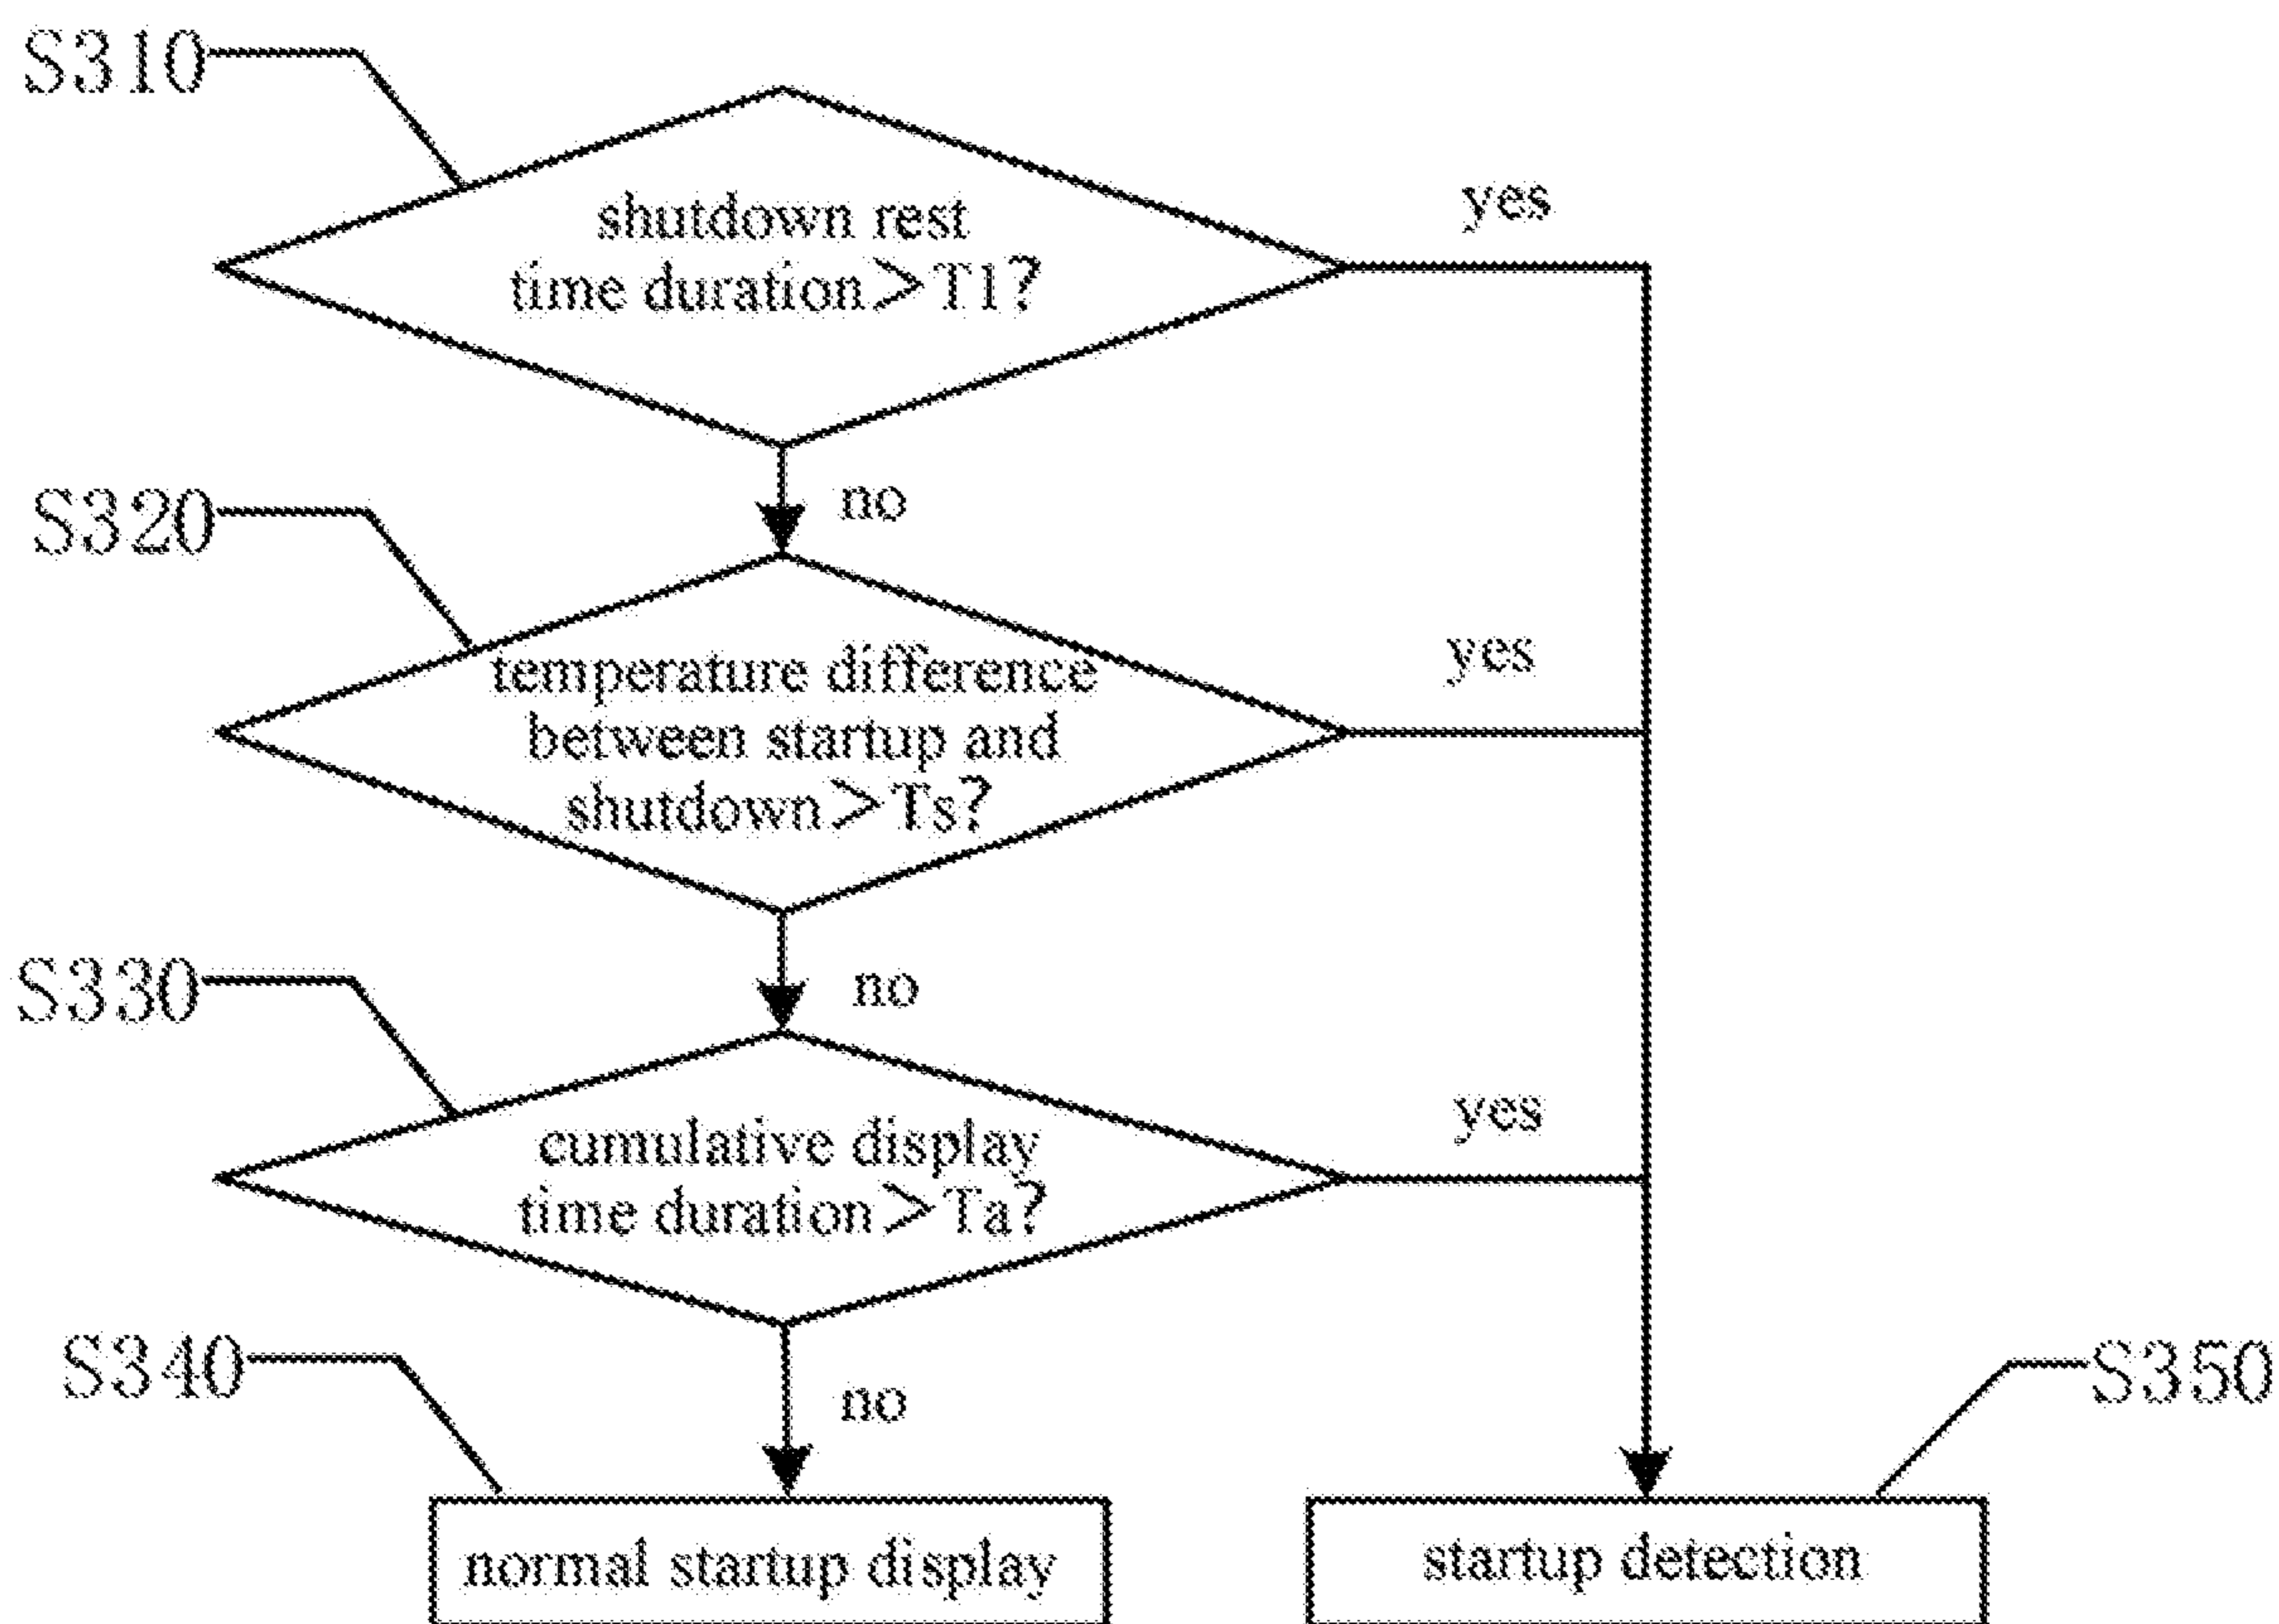 S310
shutdown rest
time duration＞T1?
yes
no
S320
temperature difference
between startup and
shutdown＞Ts?
yes
no
S330
cumulative display
time duration＞Ta?
yes
no
S340
normal startup display
S350
startup detection